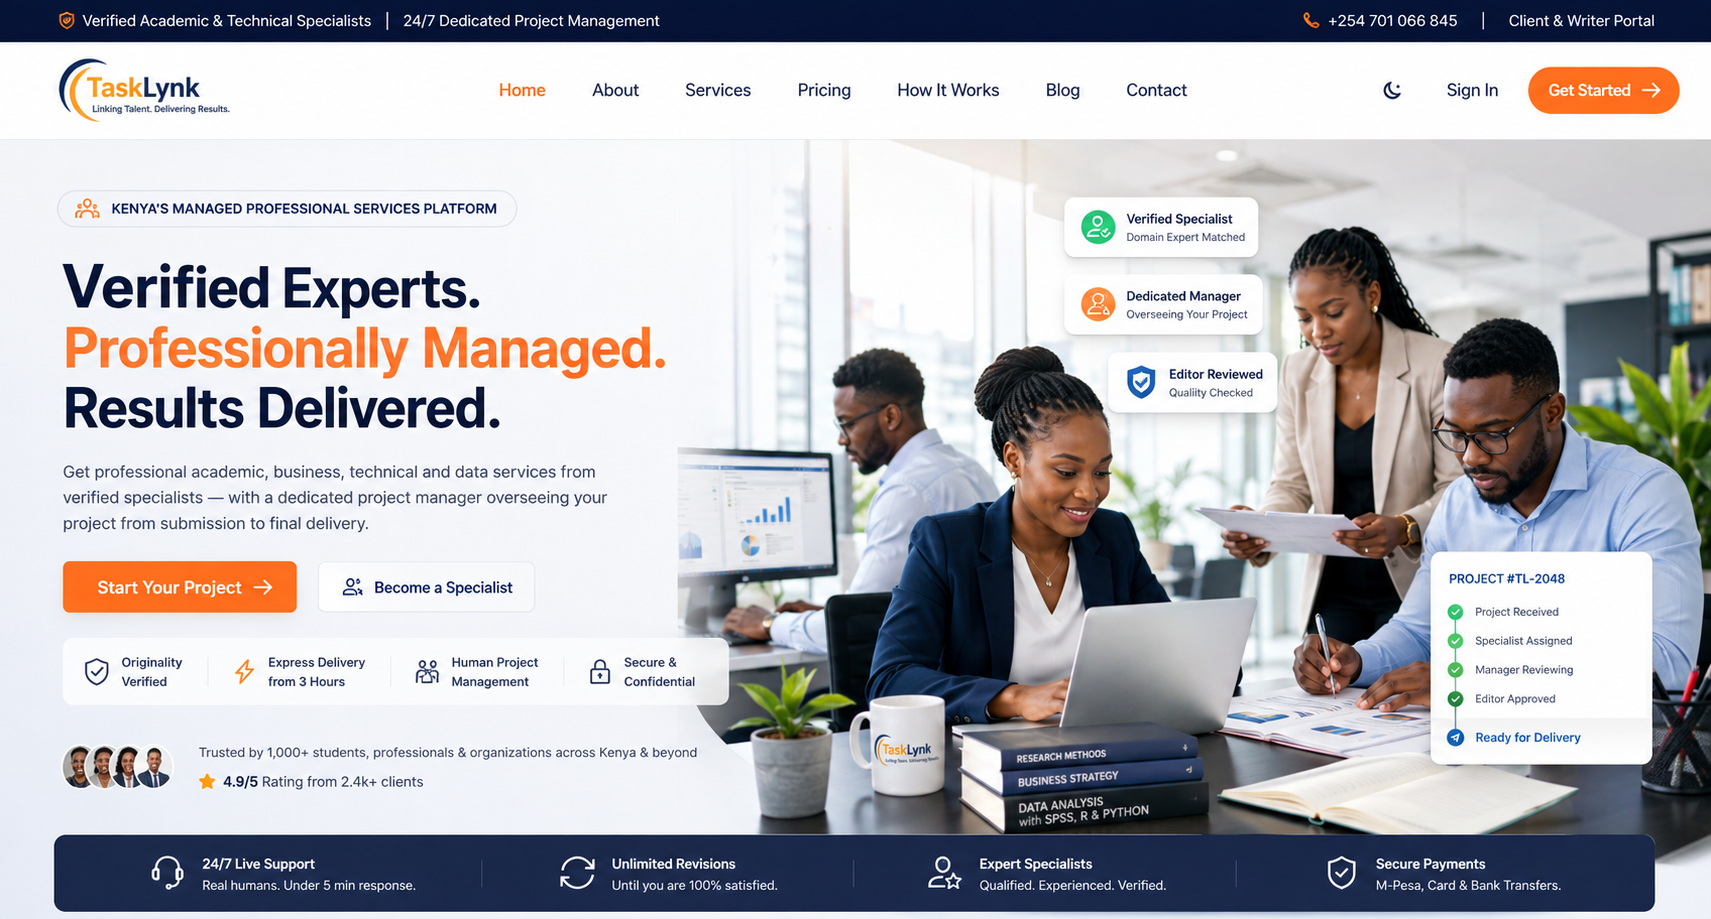 Verified Academic & Technical Specialists | 24/7 Dedicated Project Management
+254 701 066 845 | Client & Writer Portal
TaskLynk
Linking Talent. Delivering Results.
Home About Services Pricing How It Works Blog Contact
Sign In
Get Started
KENYA'S MANAGED PROFESSIONAL SERVICES PLATFORM
Verified Experts.
Professionally Managed.
Results Delivered.
Get professional academic, business, technical and data services from
verified specialists — with a dedicated project manager overseeing your
project from submission to final delivery.
Start Your Project
Become a Specialist
Originality
Verified
Express Delivery
from 3 Hours
Human Project
Management
Secure &
Confidential
Trusted by 1,000+ students, professionals & organizations across Kenya & beyond
4.9/5 Rating from 2.4k+ clients
Verified Specialist
Domain Expert Matched
Dedicated Manager
Overseeing Your Project
Editor Reviewed
Qualiity Checked
PROJECT #TL-2048
Project Received
Specialist Assigned
Manager Reviewing
Editor Approved
Ready for Delivery
TaskLynk
RESEARCH METHODS
BUSINESS STRATEGY
DATA ANALYSIS
with SPSS, R & PYTHON
24/7 Live Support
Real humans. Under 5 min response.
Unlimited Revisions
Until you are 100% satisfied.
Expert Specialists
Qualified. Experienced. Verified.
Secure Payments
M-Pesa, Card & Bank Transfers.